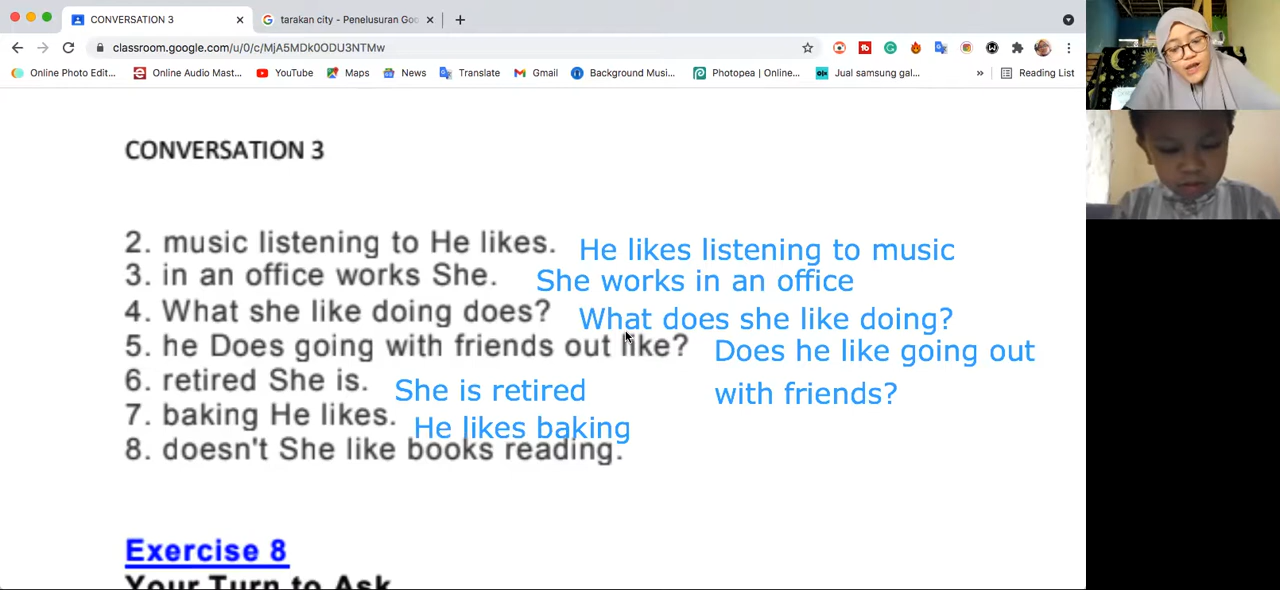 CONVERSATION 3
tarakan city - Penelusuran Goo
classroom.google.com/u/0/c/MjA5MDk0ODU3NTMw
Online Photo Edit...
Online Audio Mast...
YouTube
Maps
News
Translate
Gmail
Background Musi...
Photopea | Online...
Jual samsung gal...
»
Reading List
CONVERSATION 3
2. music listening to He likes. He likes listening to music
3. in an office works She. She works in an office
4. What she like doing does? What does she like doing?
5. he Does going with friends out like? Does he like going out
with friends?
6. retired She is. She is retired
7. baking He likes. He likes baking
8. doesn't She like books reading.
Exercise 8
Your Turn to Ask